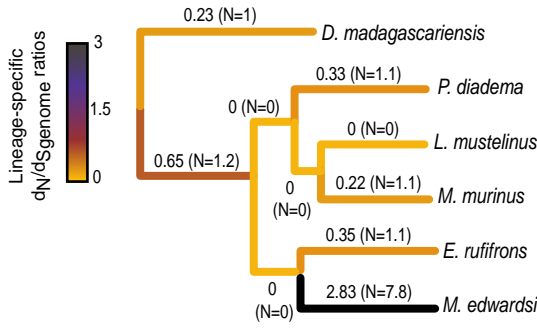 Lineage-specific
dN/dSgenome ratios
3
1.5
0
0.23 (N=1)
D. madagascariensis
0.33 (N=1.1)
P. diadema
0 (N=0)
0 (N=0)
L. mustelinus
0.65 (N=1.2)
0
(N=0)
0.22 (N=1.1)
M. murinus
0.35 (N=1.1)
E. rufifrons
0
(N=0)
2.83 (N=7.8)
M. edwardsi